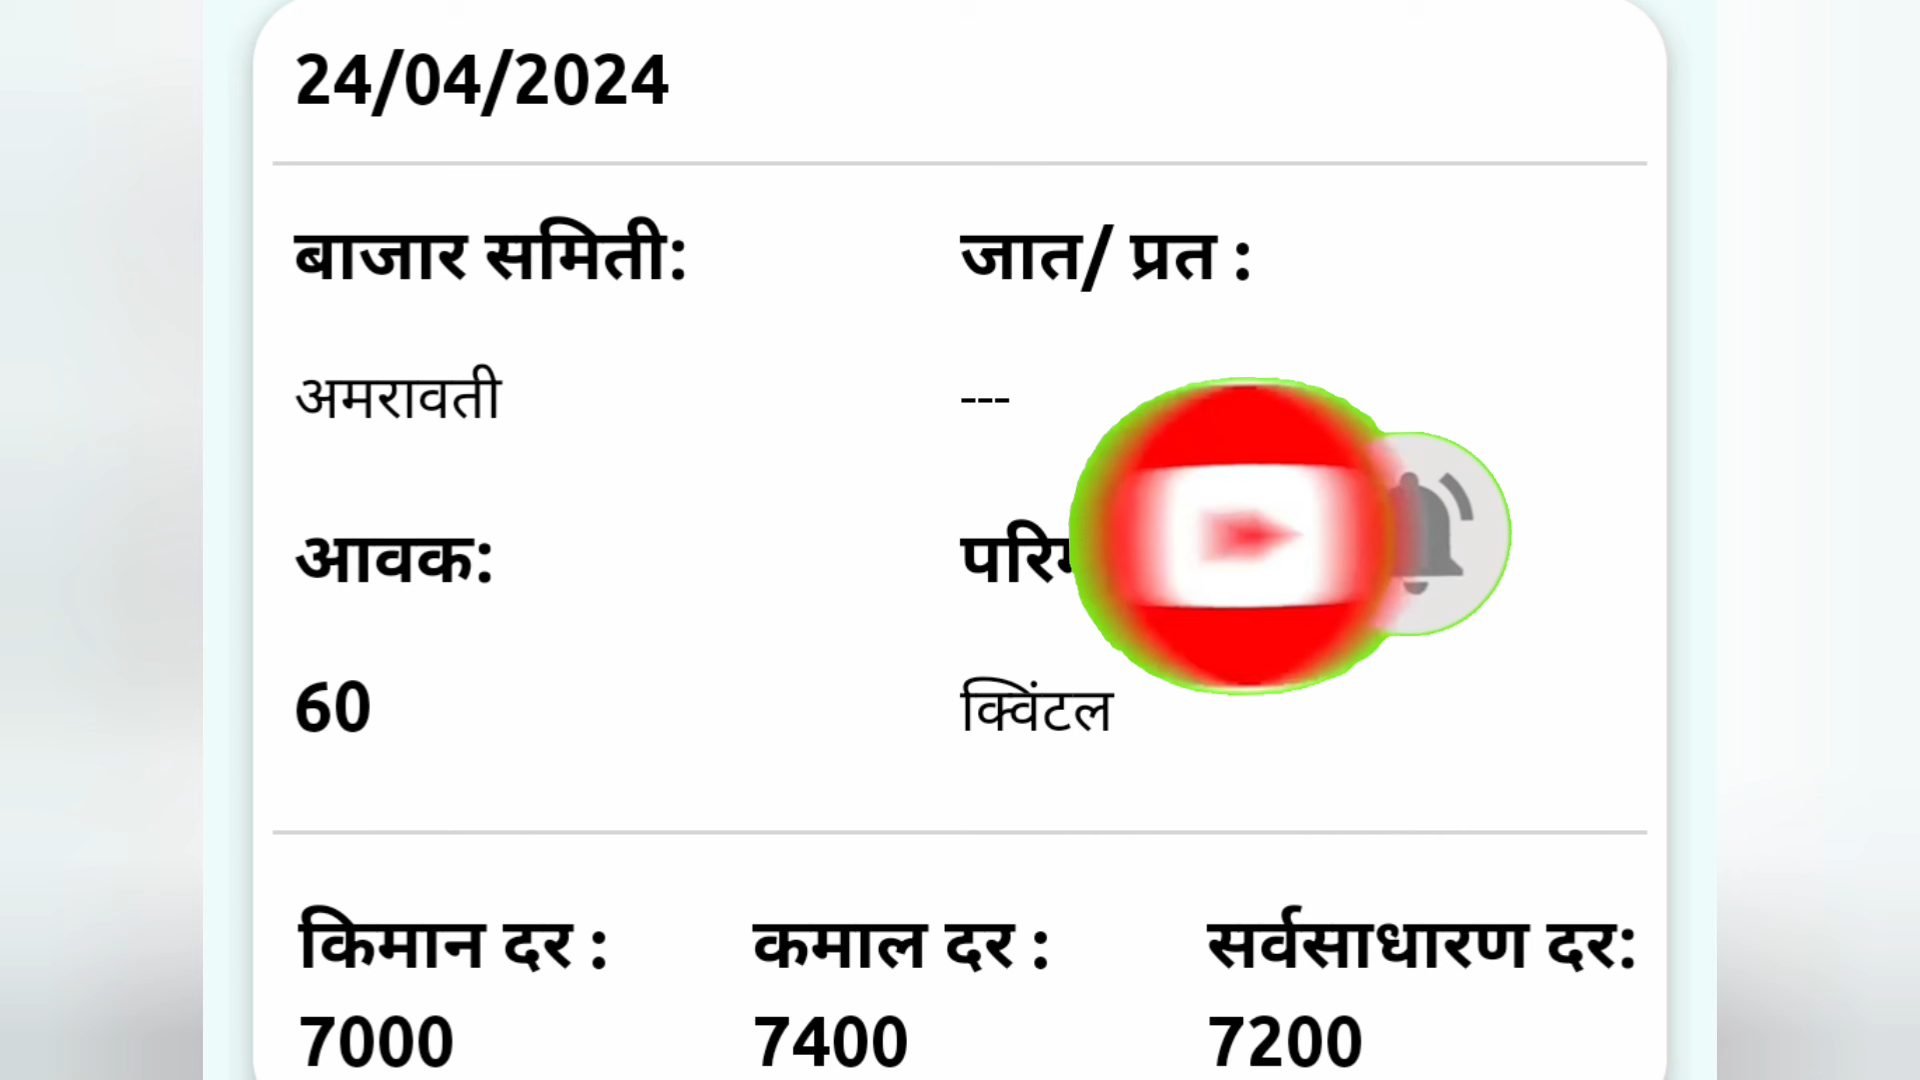 24/04/2024
बाजार समिती: जात/ प्रत :
अमरावती ---
आवक:
60 क्विंटल
किमान दर : कमाल दर : सर्वसाधारण दर:
7000 7400 7200